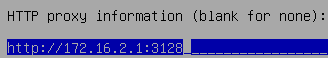 HTTP proxy information (blank for none):
http://172.16.2.1:3128